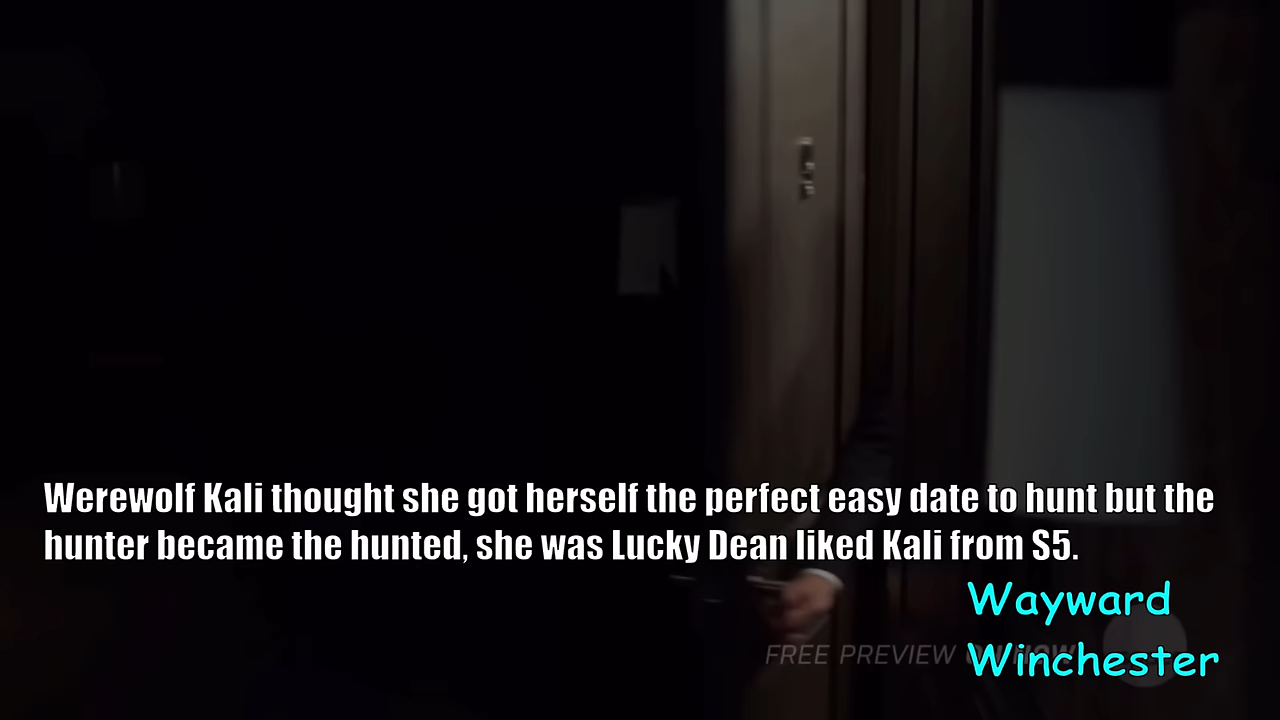 Werewolf Kali thought she got herself the perfect easy date to hunt but the
hunter became the hunted, she was Lucky Dean liked Kali from S5.
Wayward
FREE PREVIEW
Winchester